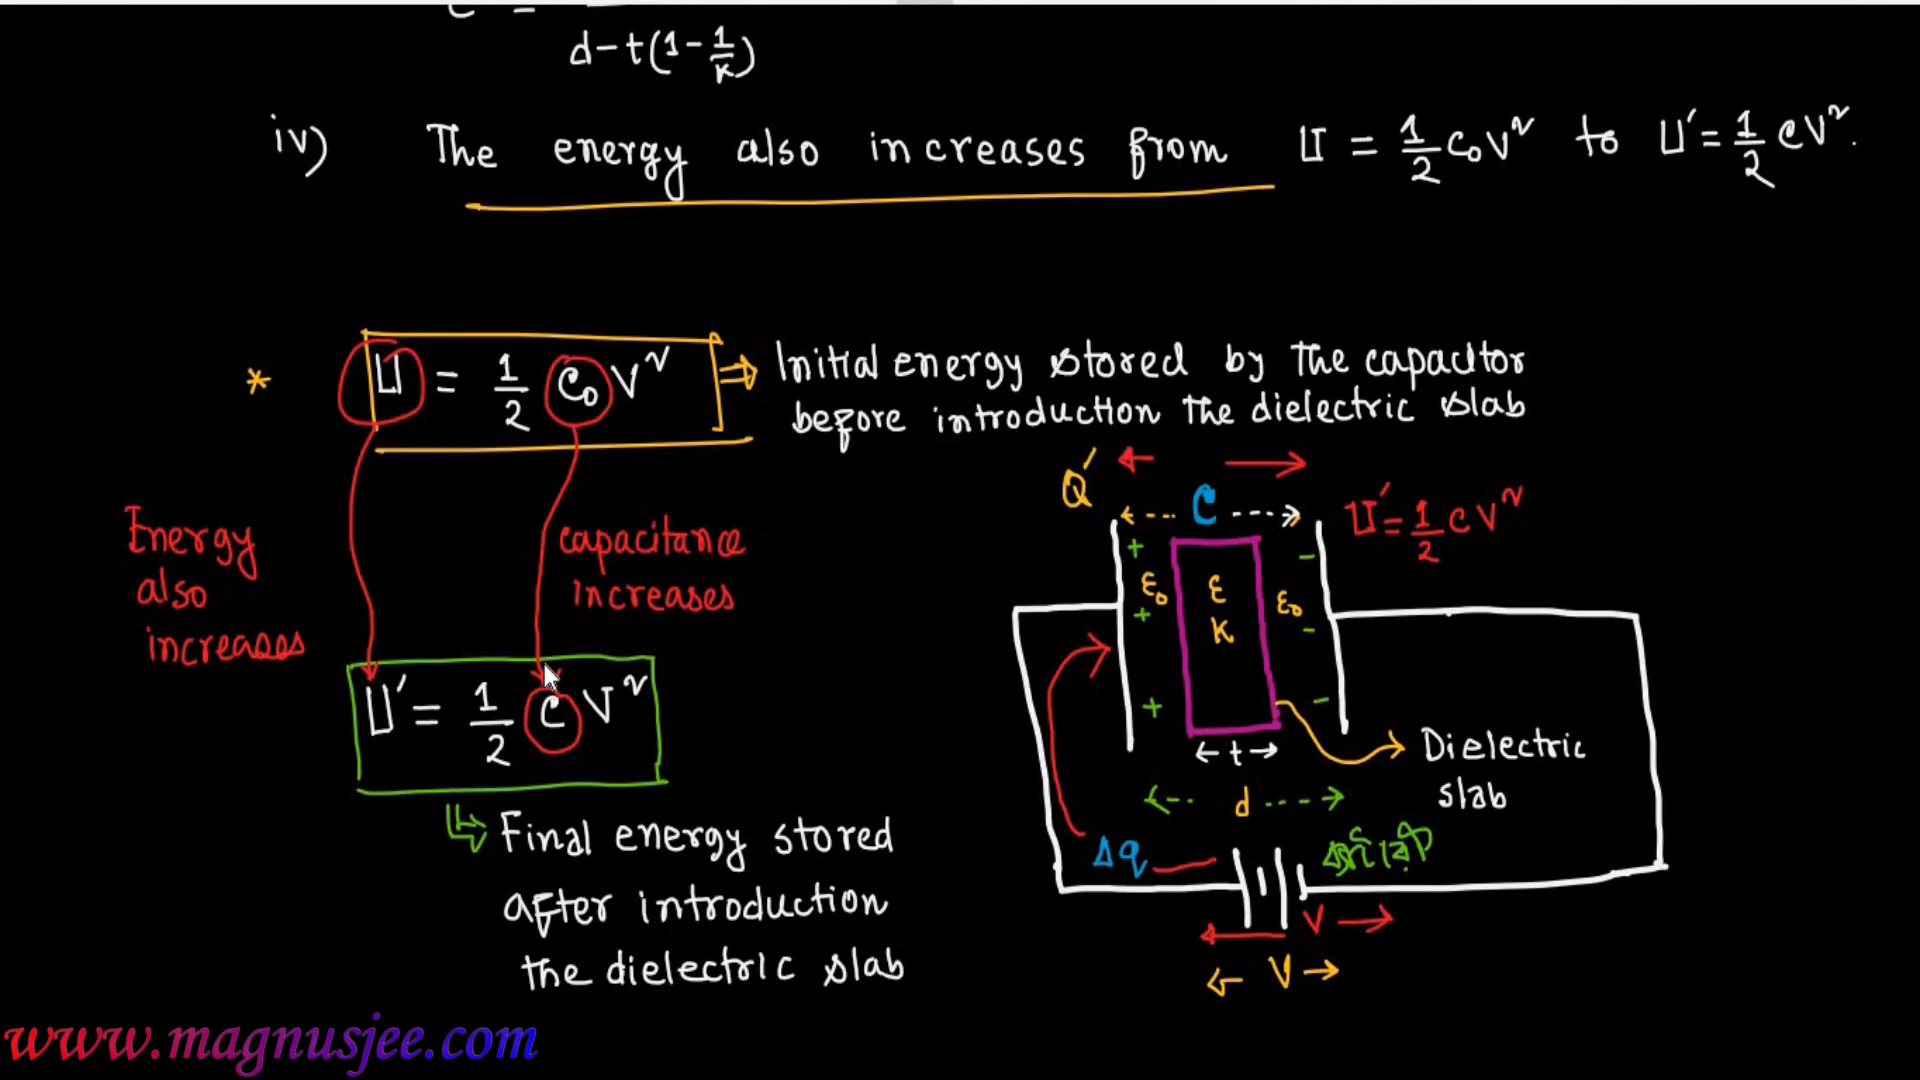 C =
d-t(1-1/K)
iv) The energy also increases from U = 1/2 C₀V² to U' = 1/2 CV².
* U = 1/2 C₀V² ⇒ Initial energy stored by the capacitor
before introduction the dielectric slab
Energy
also
increases
capacitance
increases
U' = 1/2 C V²
Final energy stored
after introduction
the dielectric slab
Q'
C
U' = 1/2 CV²
+ ε₀ ε ε₀ -
+ K -
+ -
←t→
Dielectric
slab
d
Δq
V →
← V →
www.magnusjee.com